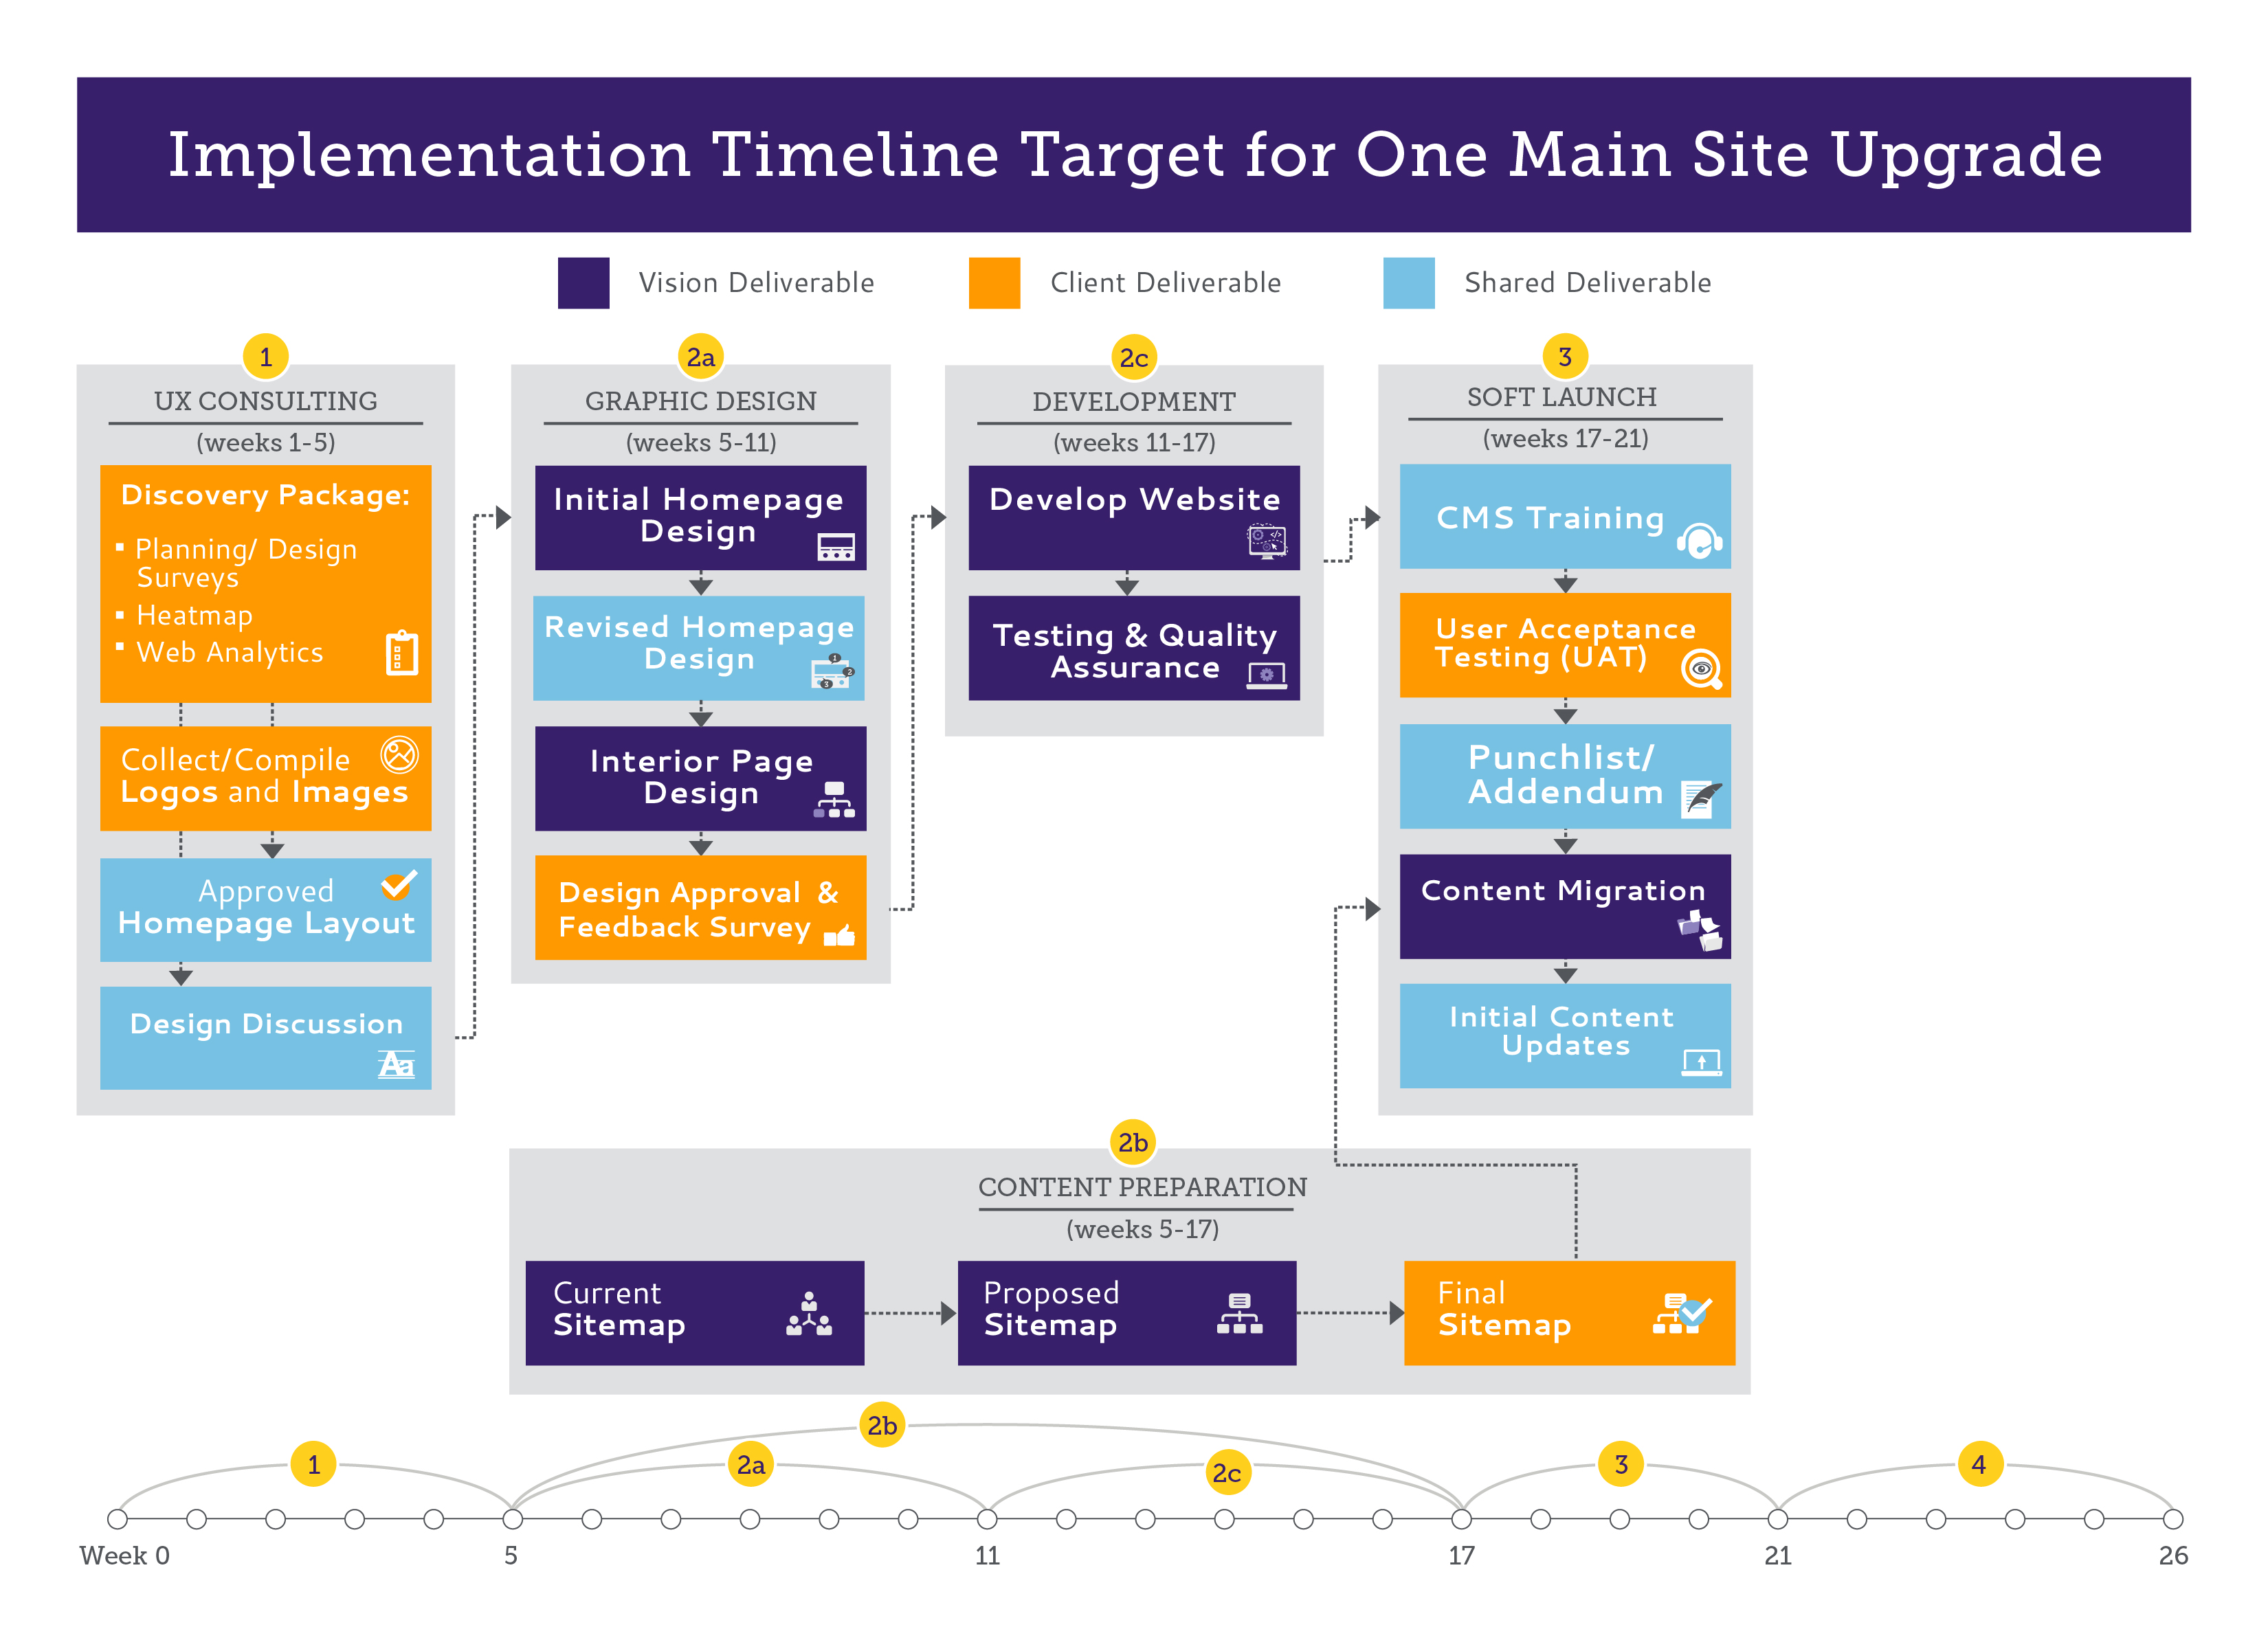 Implementation Timeline Target for One Main Site Upgrade
Vision Deliverable
Client Deliverable
Shared Deliverable
1
UX CONSULTING
(weeks 1-5)
Discovery Package:
▪ Planning/ Design
Surveys
▪ Heatmap
▪ Web Analytics
Collect/Compile
Logos and Images
Approved
Homepage Layout
Design Discussion
Aa
2a
GRAPHIC DESIGN
(weeks 5-11)
Initial Homepage
Design
Revised Homepage
Design
1
2
3
Interior Page
Design
Design Approval &
Feedback Survey
2c
DEVELOPMENT
(weeks 11-17)
Develop Website
</>
Testing & Quality
Assurance
3
SOFT LAUNCH
(weeks 17-21)
CMS Training
User Acceptance
Testing (UAT)
Punchlist/
Addendum
Content Migration
Initial Content
Updates
2b
CONTENT PREPARATION
(weeks 5-17)
Current
Sitemap
Proposed
Sitemap
Final
Sitemap
1
2a
2b
2c
3
4
Week 0
5
11
17
21
26